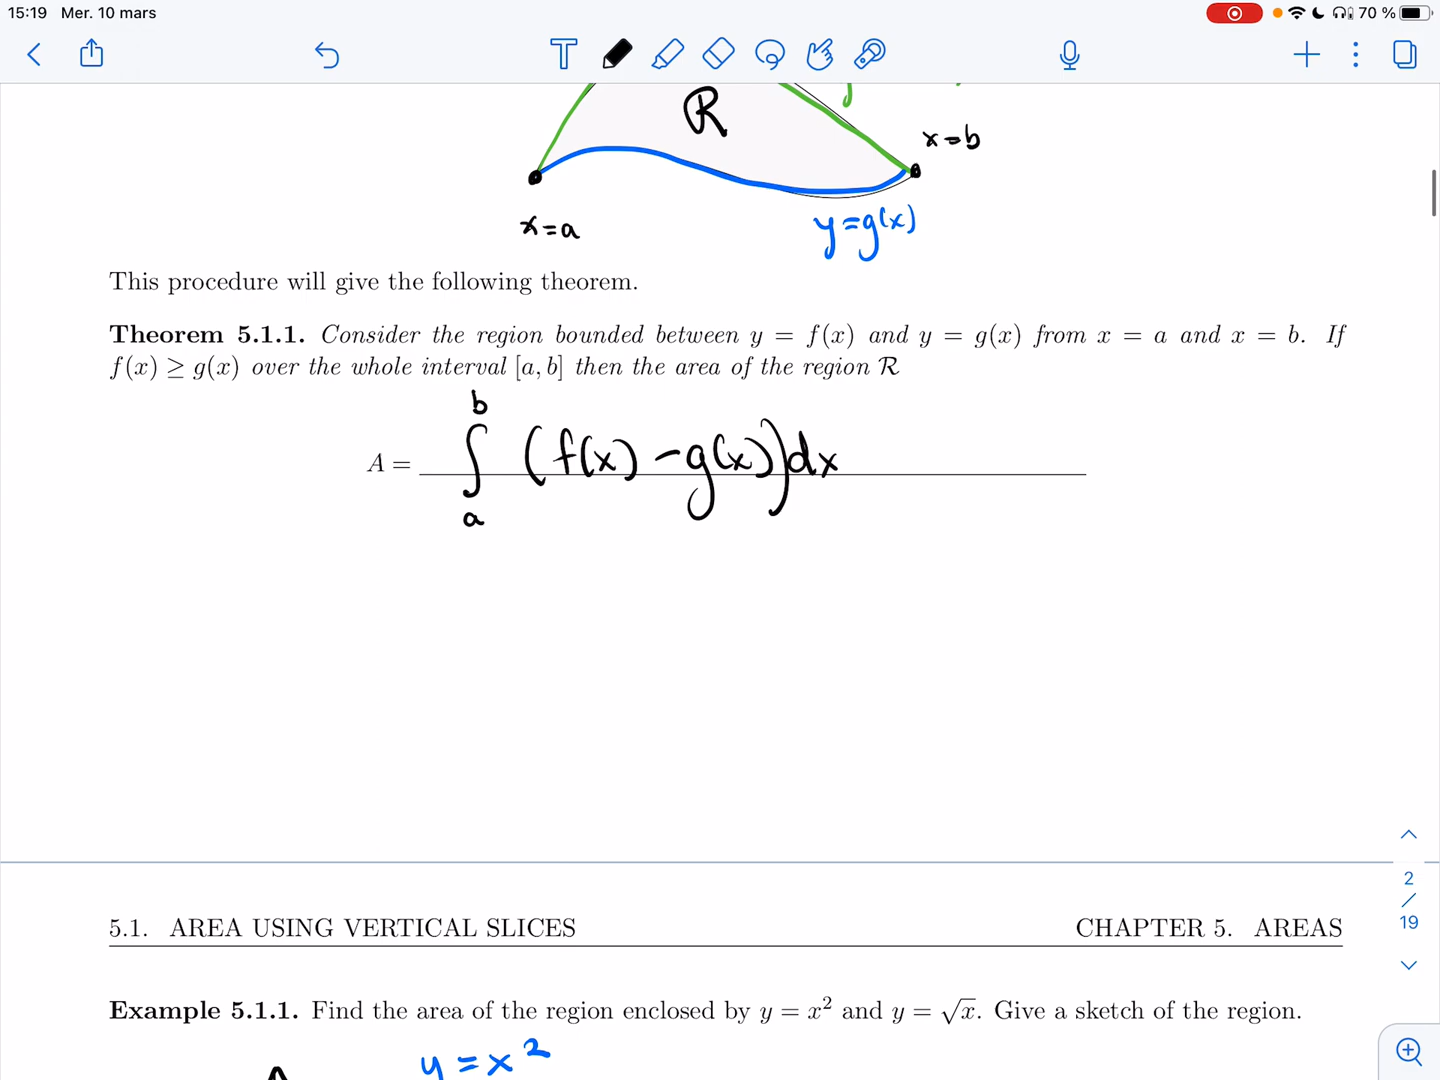 15:19 Mer. 10 mars 70 %
R
x=b
x=a
y=g(x)
This procedure will give the following theorem.
Theorem 5.1.1. Consider the region bounded between y = f(x) and y = g(x) from x = a and x = b. If
f(x) ≥ g(x) over the whole interval [a, b] then the area of the region R
A = ∫_a^b (f(x) - g(x)) dx
2
/
19
5.1. AREA USING VERTICAL SLICES CHAPTER 5. AREAS
Example 5.1.1. Find the area of the region enclosed by y = x² and y = √x. Give a sketch of the region.
y = x²